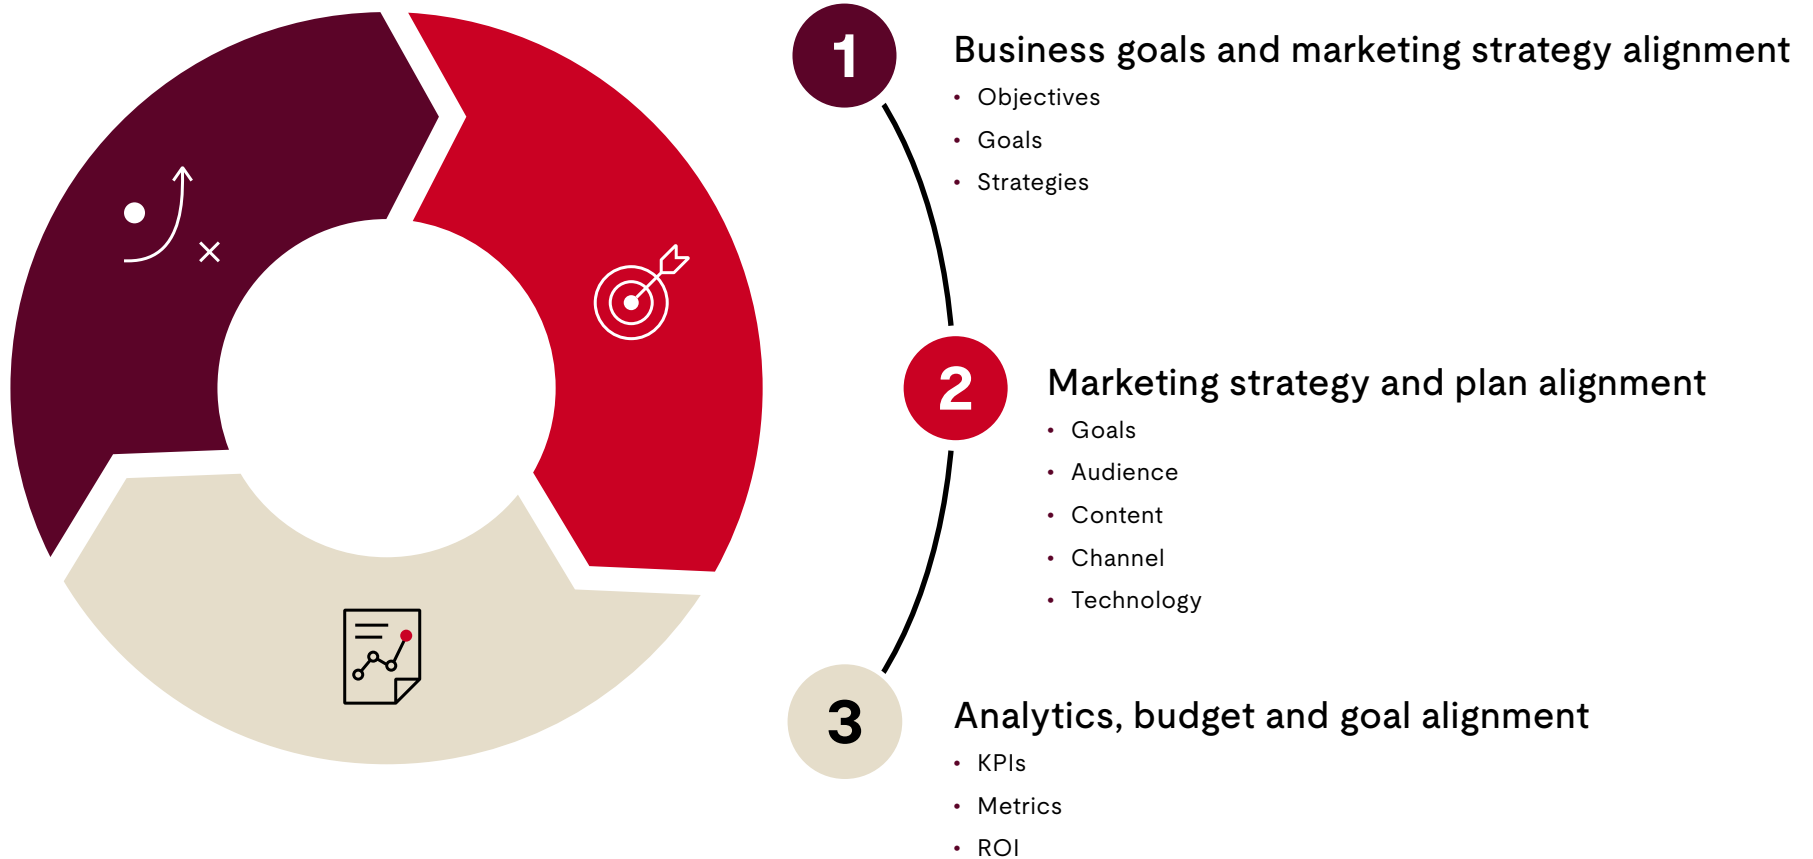 1
Business goals and marketing strategy alignment
• Objectives
• Goals
• Strategies
2
Marketing strategy and plan alignment
• Goals
• Audience
• Content
• Channel
• Technology
3
Analytics, budget and goal alignment
• KPIs
• Metrics
• ROI